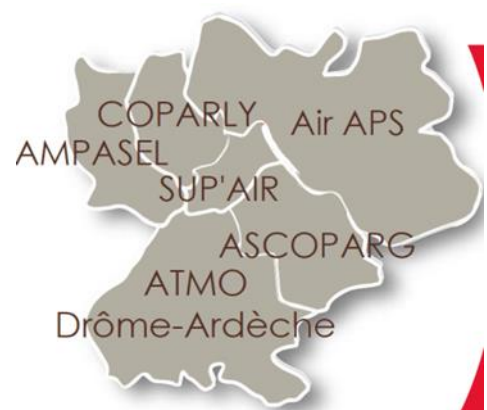 COPARLY
Air APS
AMPASEL
SUP'AIR
ASCOPARG
ATMO
Drôme-Ardèche